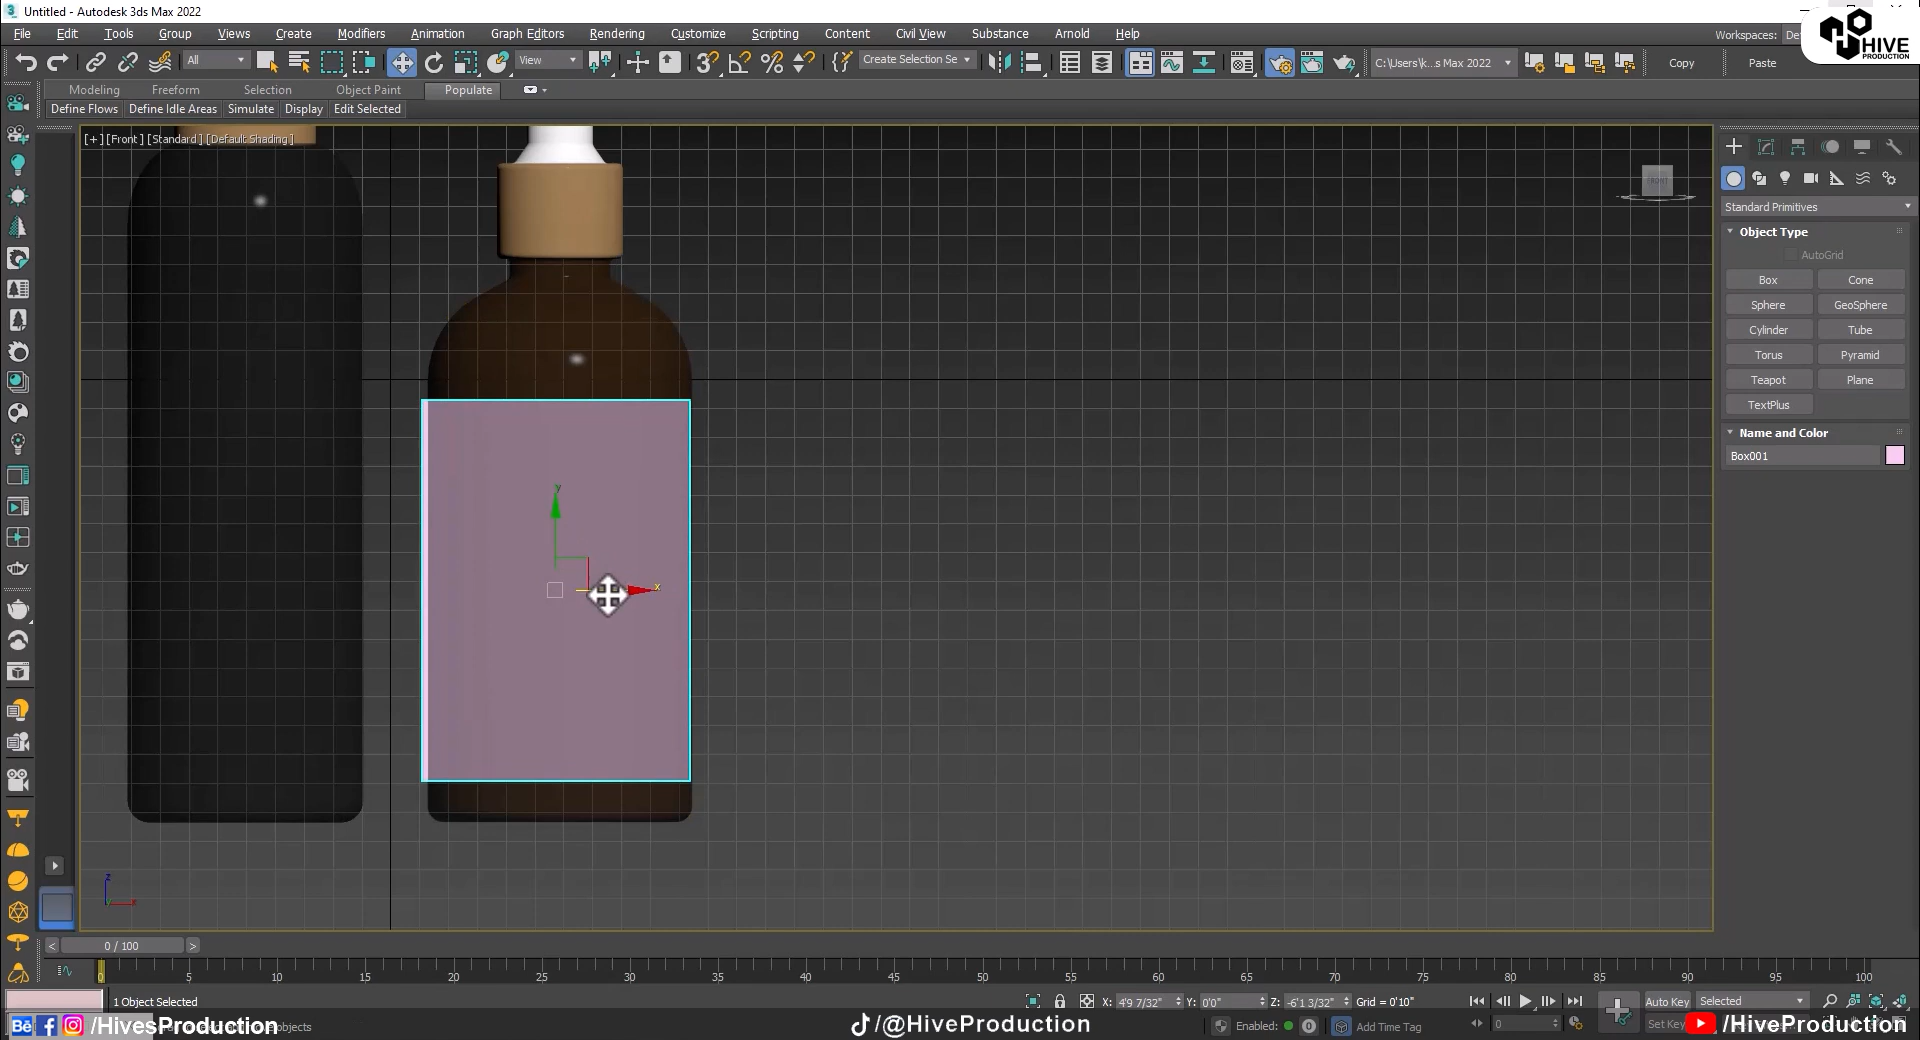 Untitled - Autodesk 3ds Max 2022
File Edit Tools Group Views Create Modifiers Animation Graph Editors Rendering Customize Scripting Content Civil View Substance Arnold Help
Workspaces:
HIVE
PRODUCTION
All View Create Selection Se C:\Users\k...s Max 2022 Copy Paste
Modeling Freeform Selection Object Paint Populate
Define Flows Define Idle Areas Simulate Display Edit Selected
[+] [Front] [Standard] [Default Shading]
FRONT
Standard Primitives
Object Type
AutoGrid
Box Cone
Sphere GeoSphere
Cylinder Tube
Torus Pyramid
Teapot Plane
TextPlus
Name and Color
Box001
y
x
z
< 0 / 100 >
0 5 10 15 20 25 30 35 40 45 50 55 60 65 70 75 80 85 90 95 100
1 Object Selected X: 4'9 7/32" Y: 0'0" Z: -6'1 3/32" Grid = 0'10" Auto Key Selected
Bē /HivesProduction objects /@HiveProduction Enabled: 0 Add Time Tag 0 Set Key /HiveProduction